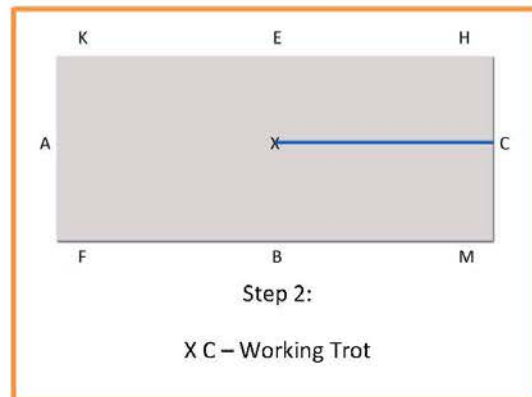 K E H
A X C
F B M
Step 2:
X C – Working Trot